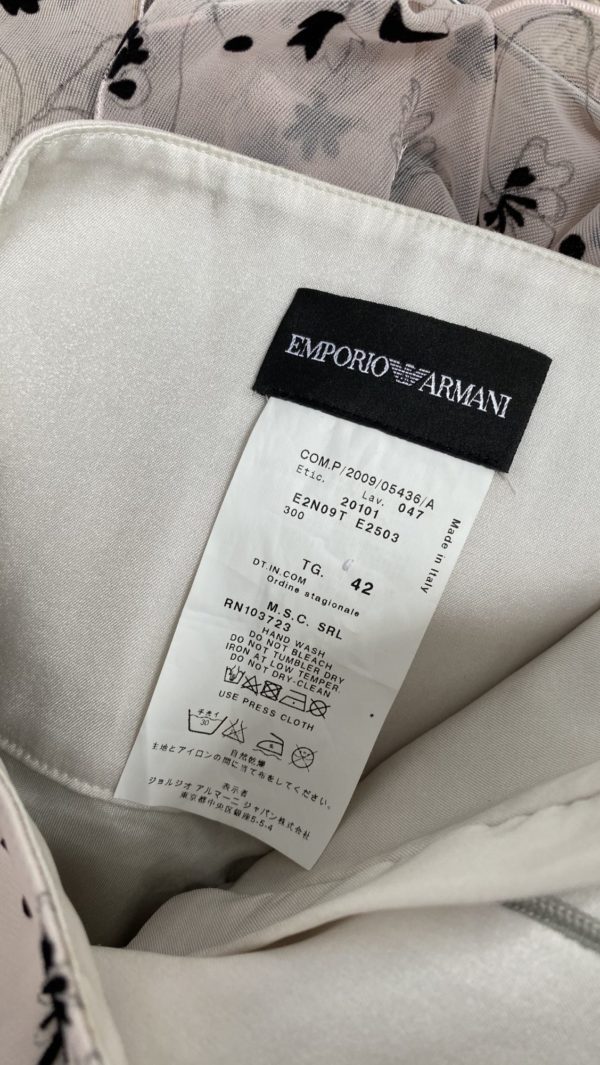 EMPORIO ARMANI
COM.P/2009/05436/A
Etic. Lav. 047
20101
E2N09T E2503
300
Made in Italy
TG. 42
DT.IN.COM
Ordine stagionale
M.S.C. SRL
RN103723
HAND WASH
DO NOT BLEACH
DO NOT TUMBLER DRY
IRON AT LOW TEMPER.
DO NOT DRY-CLEAN
USE PRESS CLOTH
30
自然乾燥
生地とアイロンの間に当て布をしてください。
表示者
ジョルジオ アルマーニ ジャパン株式会社
東京都中央区銀座5-5-4